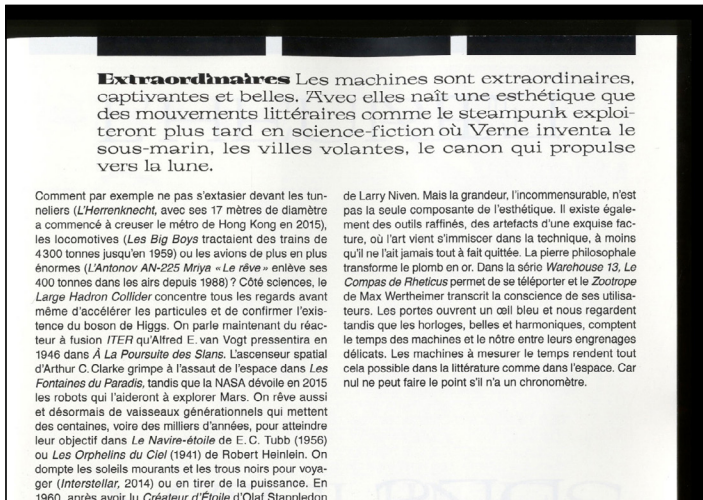 Extraordinaires Les machines sont extraordinaires,
captivantes et belles. Avec elles naît une esthétique que
des mouvements littéraires comme le steampunk exploi-
teront plus tard en science-fiction où Verne inventa le
sous-marin, les villes volantes, le canon qui propulse
vers la lune.
Comment par exemple ne pas s'extasier devant les tun-
neliers (L'Herrenknecht, avec ses 17 mètres de diamètre
a commencé à creuser le métro de Hong Kong en 2015),
les locomotives (Les Big Boys tractaient des trains de
4300 tonnes jusqu'en 1959) ou les avions de plus en plus
énormes (L'Antonov AN-225 Mriya « Le rêve » enlève ses
400 tonnes dans les airs depuis 1988) ? Côté sciences, le
Large Hadron Collider concentre tous les regards avant
même d'accélérer les particules et de confirmer l'exis-
tence du boson de Higgs. On parle maintenant du réac-
teur à fusion ITER qu'Alfred E. van Vogt pressentira en
1946 dans À La Poursuite des Slans. L'ascenseur spatial
d'Arthur C. Clarke grimpe à l'assaut de l'espace dans Les
Fontaines du Paradis, tandis que la NASA dévoile en 2015
les robots qui l'aideront à explorer Mars. On rêve aussi
et désormais de vaisseaux générationnels qui mettent
des centaines, voire des milliers d'années, pour atteindre
leur objectif dans Le Navire-étoile de E. C. Tubb (1956)
ou Les Orphelins du Ciel (1941) de Robert Heinlein. On
dompte les soleils mourants et les trous noirs pour voya-
ger (Interstellar, 2014) ou en tirer de la puissance. En
1960, après avoir lu Créateur d'Étoile d'Olaf Stapledon
de Larry Niven. Mais la grandeur, l'incommensurable, n'est
pas la seule composante de l'esthétique. Il existe égale-
ment des outils raffinés, des artefacts d'une exquise fac-
ture, où l'art vient s'immiscer dans la technique, à moins
qu'il ne l'ait jamais tout à fait quittée. La pierre philosophale
transforme le plomb en or. Dans la série Warehouse 13, Le
Compas de Rheticus permet de se téléporter et le Zootrope
de Max Wertheimer transcrit la conscience de ses utilisa-
teurs. Les portes ouvrent un œil bleu et nous regardent
tandis que les horloges, belles et harmoniques, comptent
le temps des machines et le nôtre entre leurs engrenages
délicats. Les machines à mesurer le temps rendent tout
cela possible dans la littérature comme dans l'espace. Car
nul ne peut faire le point s'il n'a un chronomètre.